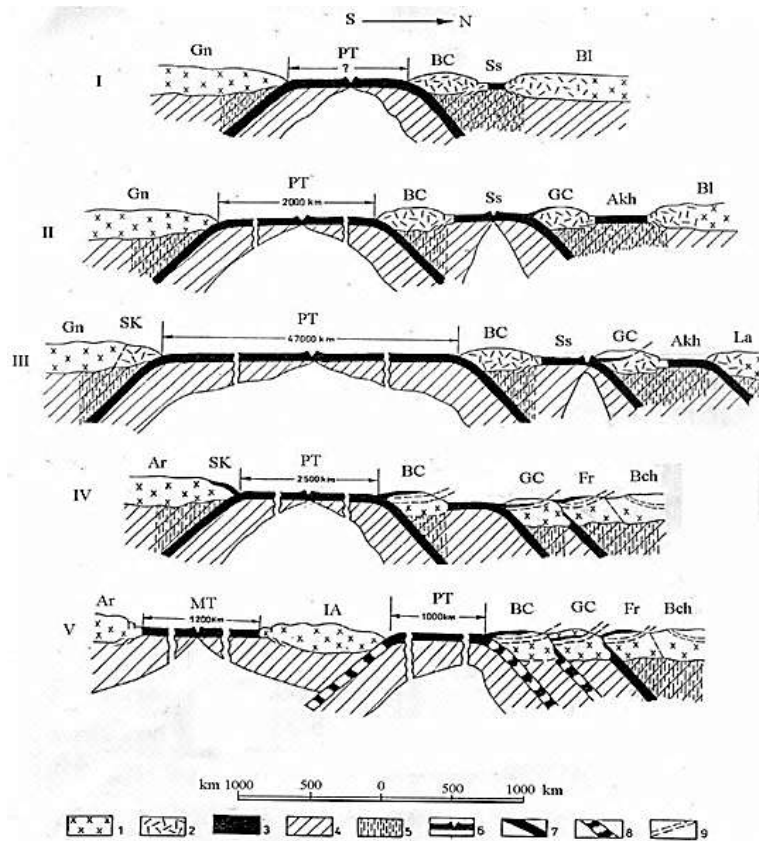 S N
Gn PT BC Ss Bl
I ?
Gn PT BC Ss GC Akh Bl
II 2000 km
Gn SK PT BC Ss GC Akh La
III 47000 km
Ar SK PT BC GC Fr Bch
IV 2500 km
Ar MT IA PT BC GC Fr Bch
V 1200km 1000km
km 1000 500 0 500 1000 km
1 2 3 4 5 6 7 8 9